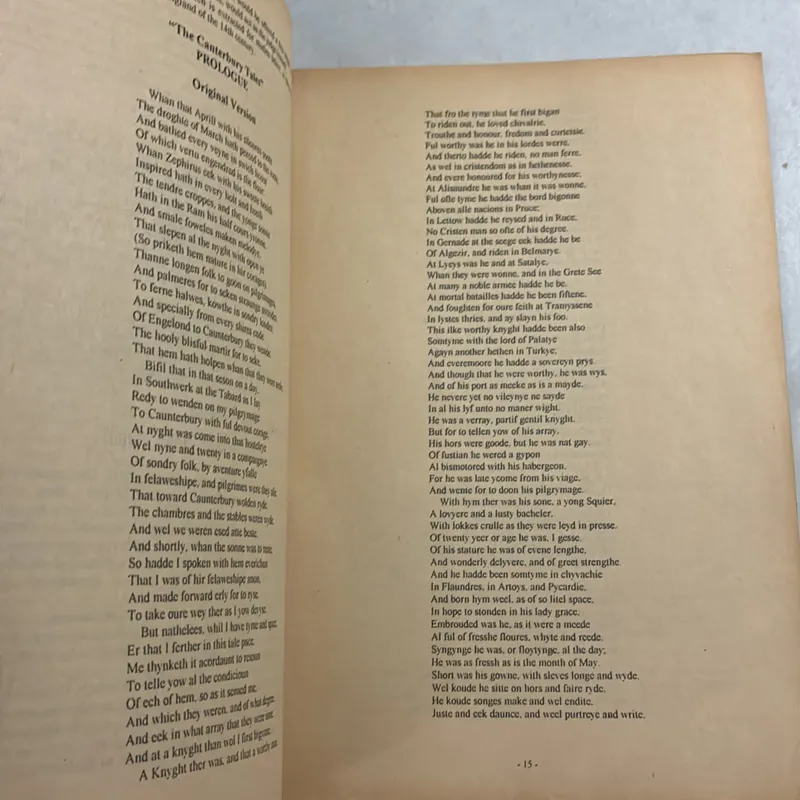 England of the 14th century.
"The Canterbury Tales"
PROLOGUE
Original Version
Whan that Aprill with his shoures
The droghte of March hath perced to the
And bathed every veyne in swich licour
Of which vertu engendred is the flour
Whan Zephirus eek with his sweete breeth
Inspired hath in every holt and heeth
The tendre croppes, and the yonge sonne
Hath in the Ram his half cours yronne,
And smale foweles maken melodye,
That slepen al the nyght with open ye
(So priketh hem nature in hir corages)
Thanne longen folk to goon on pilgrimages,
And palmeres for to seken straunge strondes,
To ferne halwes, kowthe in sondry londes
And specially from every shires ende
Of Engelond to Caunterbury they wende,
The hooly blisful martir for to seke,
That hem hath holpen whan that they were seeke
Bifil that in that seson on a day,
In Southwerk at the Tabard as I lay
Redy to wenden on my pilgrymage
To Caunterbury with ful devout corage,
At nyght was come into that hostelrye
Wel nyne and twenty in a compaignye
Of sondry folk, by aventure yfalle
In felaweshipe, and pilgrimes were they alle
That toward Caunterbury wolden ryde.
The chambres and the stables weren wyde,
And wel we weren esed atte beste.
And shortly, whan the sonne was to reste,
So hadde I spoken with hem everichon
That I was of hir felaweshipe anon,
And made forward erly for to ryse,
To take oure wey ther as I yow devyse.
But nathelees, whil I have tyme and space,
Er that I ferther in this tale pace,
Me thynketh it acordaunt to resoun
To telle yow al the condicioun
Of ech of hem, so as it semed me,
And which they weren, and of what degree,
And eek in what array that they were inne;
And at a knyght than wol I first bigynne.
A Knyght ther was, and that a worthy man,
That fro the tyme that he first bigan
To riden out, he loved chivalrie,
Trouthe and honour, fredom and curteisie.
Ful worthy was he in his lordes werre,
And therto hadde he riden, no man ferre,
As wel in cristendom as in hethenesse,
And evere honoured for his worthynesse;
At Alisaundre he was whan it was wonne,
Ful ofte tyme he hadde the bord bigonne
Aboven alle nacions in Pruce;
In Lettow hadde he reysed and in Ruce,
No Cristen man so ofte of his degree.
In Gernade at the seege eek hadde he be
Of Algezir, and riden in Belmarye.
At Lyeys was he and at Satalye,
Whan they were wonne, and in the Grete See
At many a noble armee hadde he be.
At mortal batailles hadde he been fiftene,
And foughten for oure feith at Tramyssene
In lystes thries, and ay slayn his foo.
This ilke worthy knyght hadde been also
Somtyme with the lord of Palatye
Agayn another hethen in Turkye;
And everemoore he hadde a sovereyn prys.
And though that he were worthy, he was wys,
And of his port as meeke as is a mayde.
He nevere yet no vileynye ne sayde
In al his lyf unto no maner wight.
He was a verray, partif gentil knyght.
But for to tellen yow of his array,
His hors were goode, but he was nat gay.
Of fustian he wered a gypon
Al bismotored with his habergeon.
For he was late ycome from his viage,
And wente for to doon his pilgrymage.
With hym ther was his sone, a yong Squier,
A lovyere and a lusty bacheler,
With lokkes crulle as they were leyd in presse.
Of twenty yeer or age he was, I gesse.
Of his stature he was of evene lengthe,
And wonderly delyvere, and of greet strengthe.
And he hadde been somtyme in chyvachie
In Flaundres, in Artoys, and Pycardie,
And born hym weel, as of so litel space,
In hope to stonden in his lady grace.
Embrouded was he, as it were a meede
Al ful of fresshe floures, whyte and reede.
Syngynge he was, or floytynge, al the day;
He was as fressh as is the month of May.
Short was his gowne, with sleves longe and wyde.
Wel koude he sitte on hors and faire ryde.
He koude songes make and wel endite,
Juste and eek daunce, and weel purtreye and write.
- 15 -